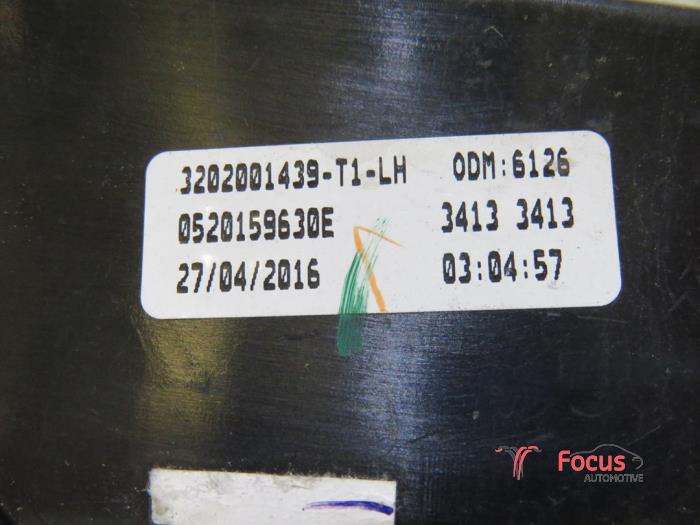 3202001439-T1-LH ODM:6126
0520159630E 3413 3413
27/04/2016 03:04:57
Focus
AUTOMOTIVE